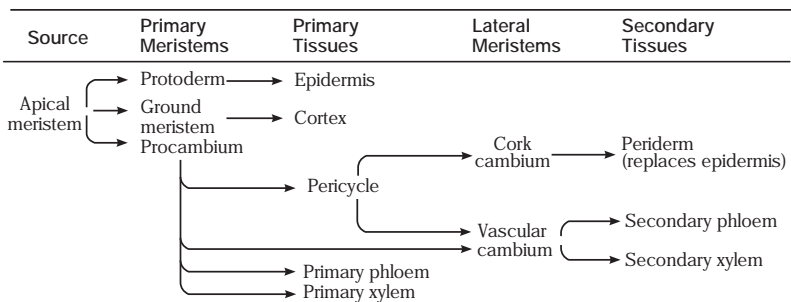 Source
Primary
Meristems
Primary
Tissues
Lateral
Meristems
Secondary
Tissues
Apical
meristem
Protoderm
Epidermis
Ground
meristem
Cortex
Procambium
Pericycle
Cork
cambium
Periderm
(replaces epidermis)
Vascular
cambium
Secondary phloem
Secondary xylem
Primary phloem
Primary xylem